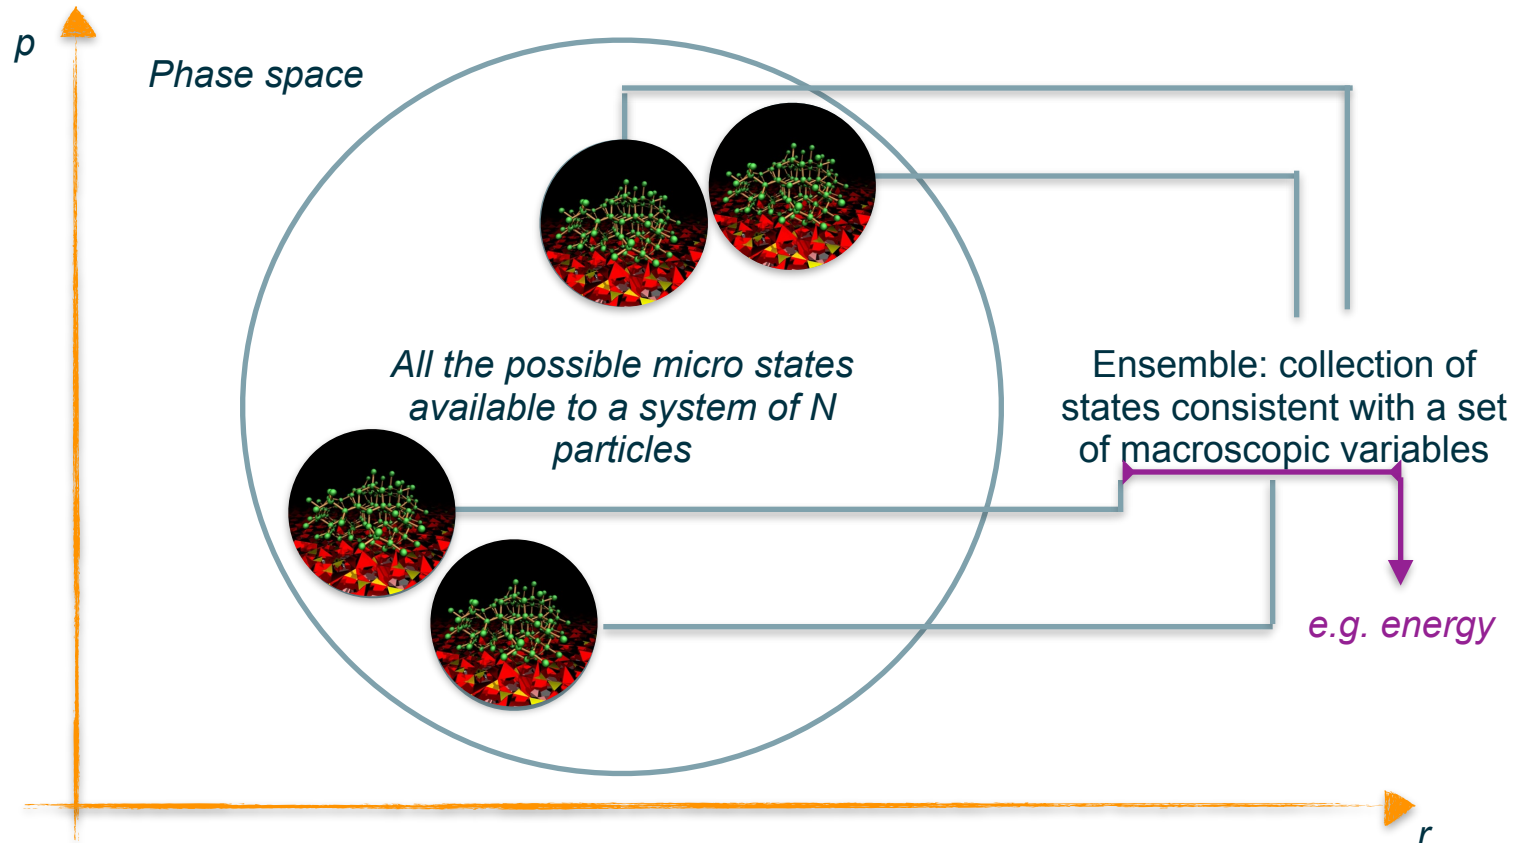 p
Phase space
All the possible micro states
available to a system of N
particles
Ensemble: collection of
states consistent with a set
of macroscopic variables
e.g. energy
r